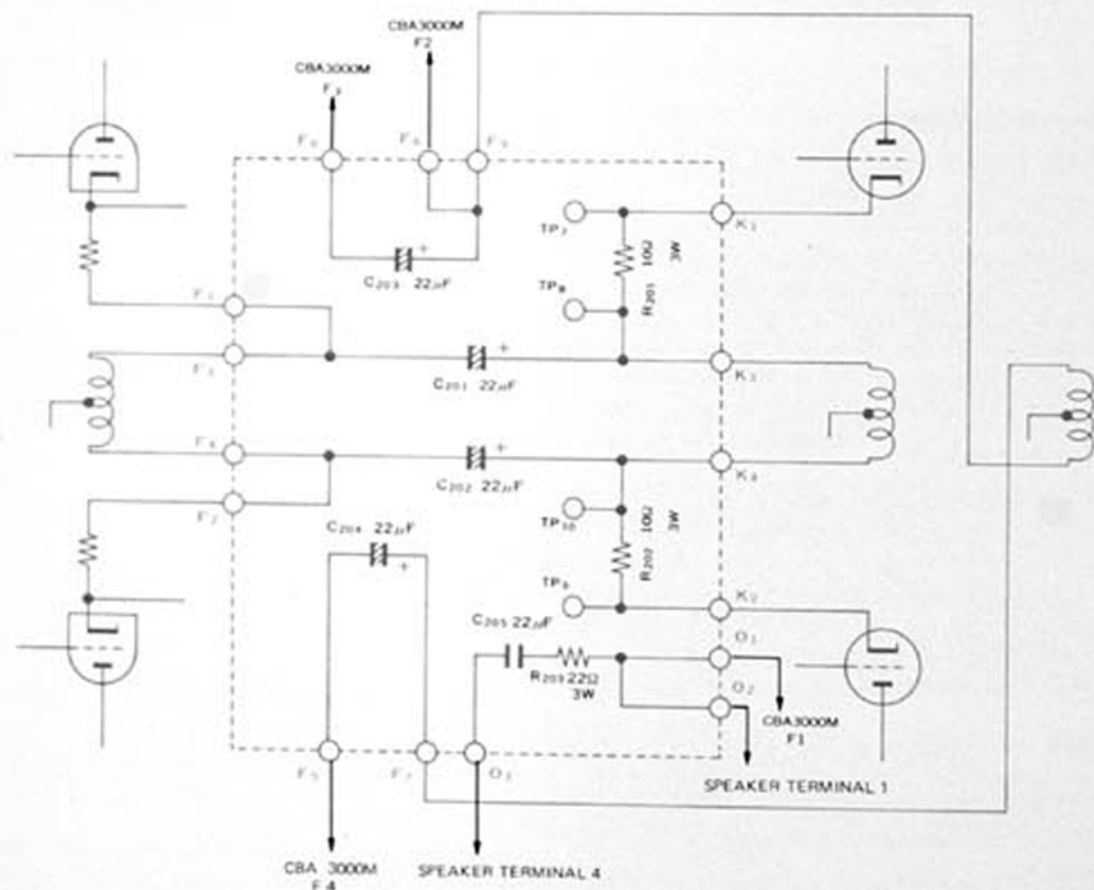 CBA3000M
F2
CBA3000M
F3
F6
F8
F9
K1
TP7
10Ω
3W
R201
TP8
C203 22μF
+
F1
F3
+
C201 22μF
K3
F4
+
C202 22μF
K4
F2
TP10
10Ω
3W
R202
C204 22μF
+
TP9
K2
C205 22μF
O1
R203 22Ω
3W
O2
CBA3000M
F1
F5
F7
O3
SPEAKER TERMINAL 1
CBA 3000M
F4
SPEAKER TERMINAL 4